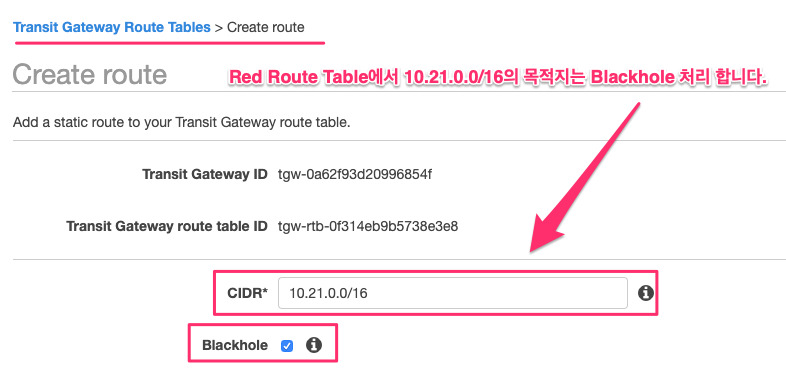 Transit Gateway Route Tables > Create route
Create route
Red Route Table에서 10.21.0.0/16의 목적지는 Blackhole 처리 합니다.
Add a static route to your Transit Gateway route table.
Transit Gateway ID tgw-0a62f93d20996854f
Transit Gateway route table ID tgw-rtb-0f314eb9b5738e3e8
CIDR* 10.21.0.0/16
Blackhole